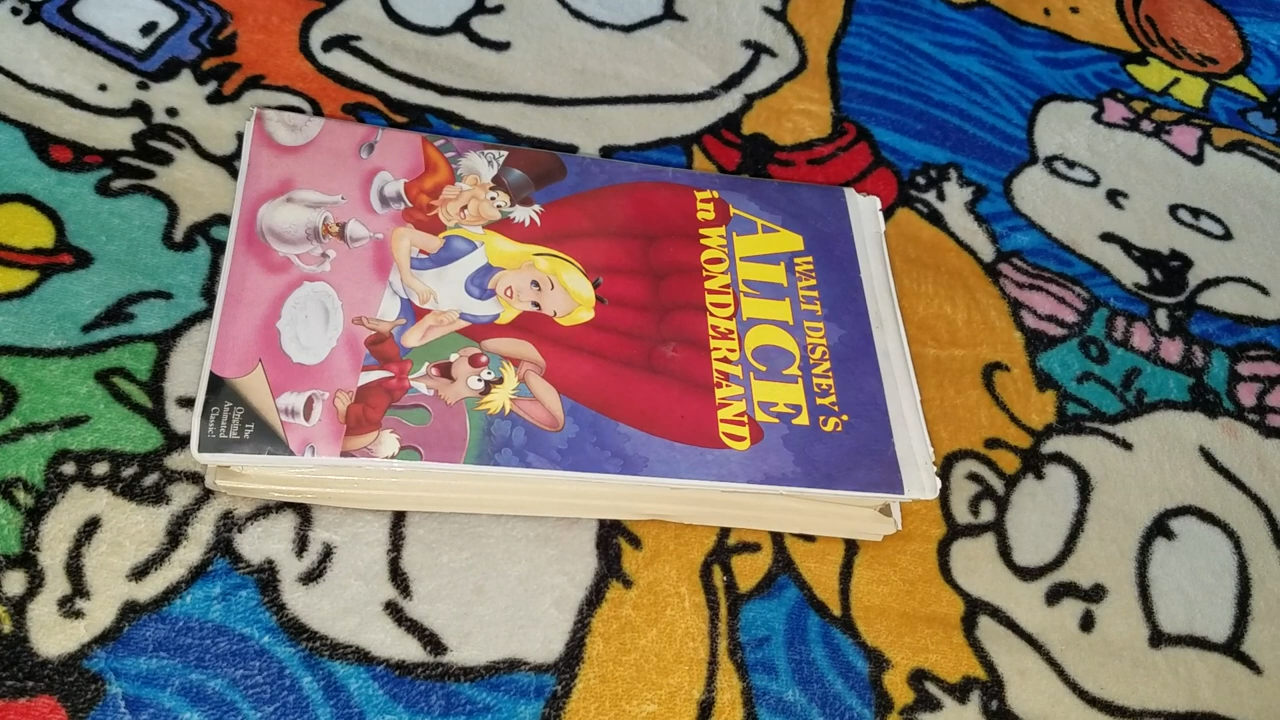 WALT DISNEY'S
ALICE
in WONDERLAND
The
Original
Animated
Classic!